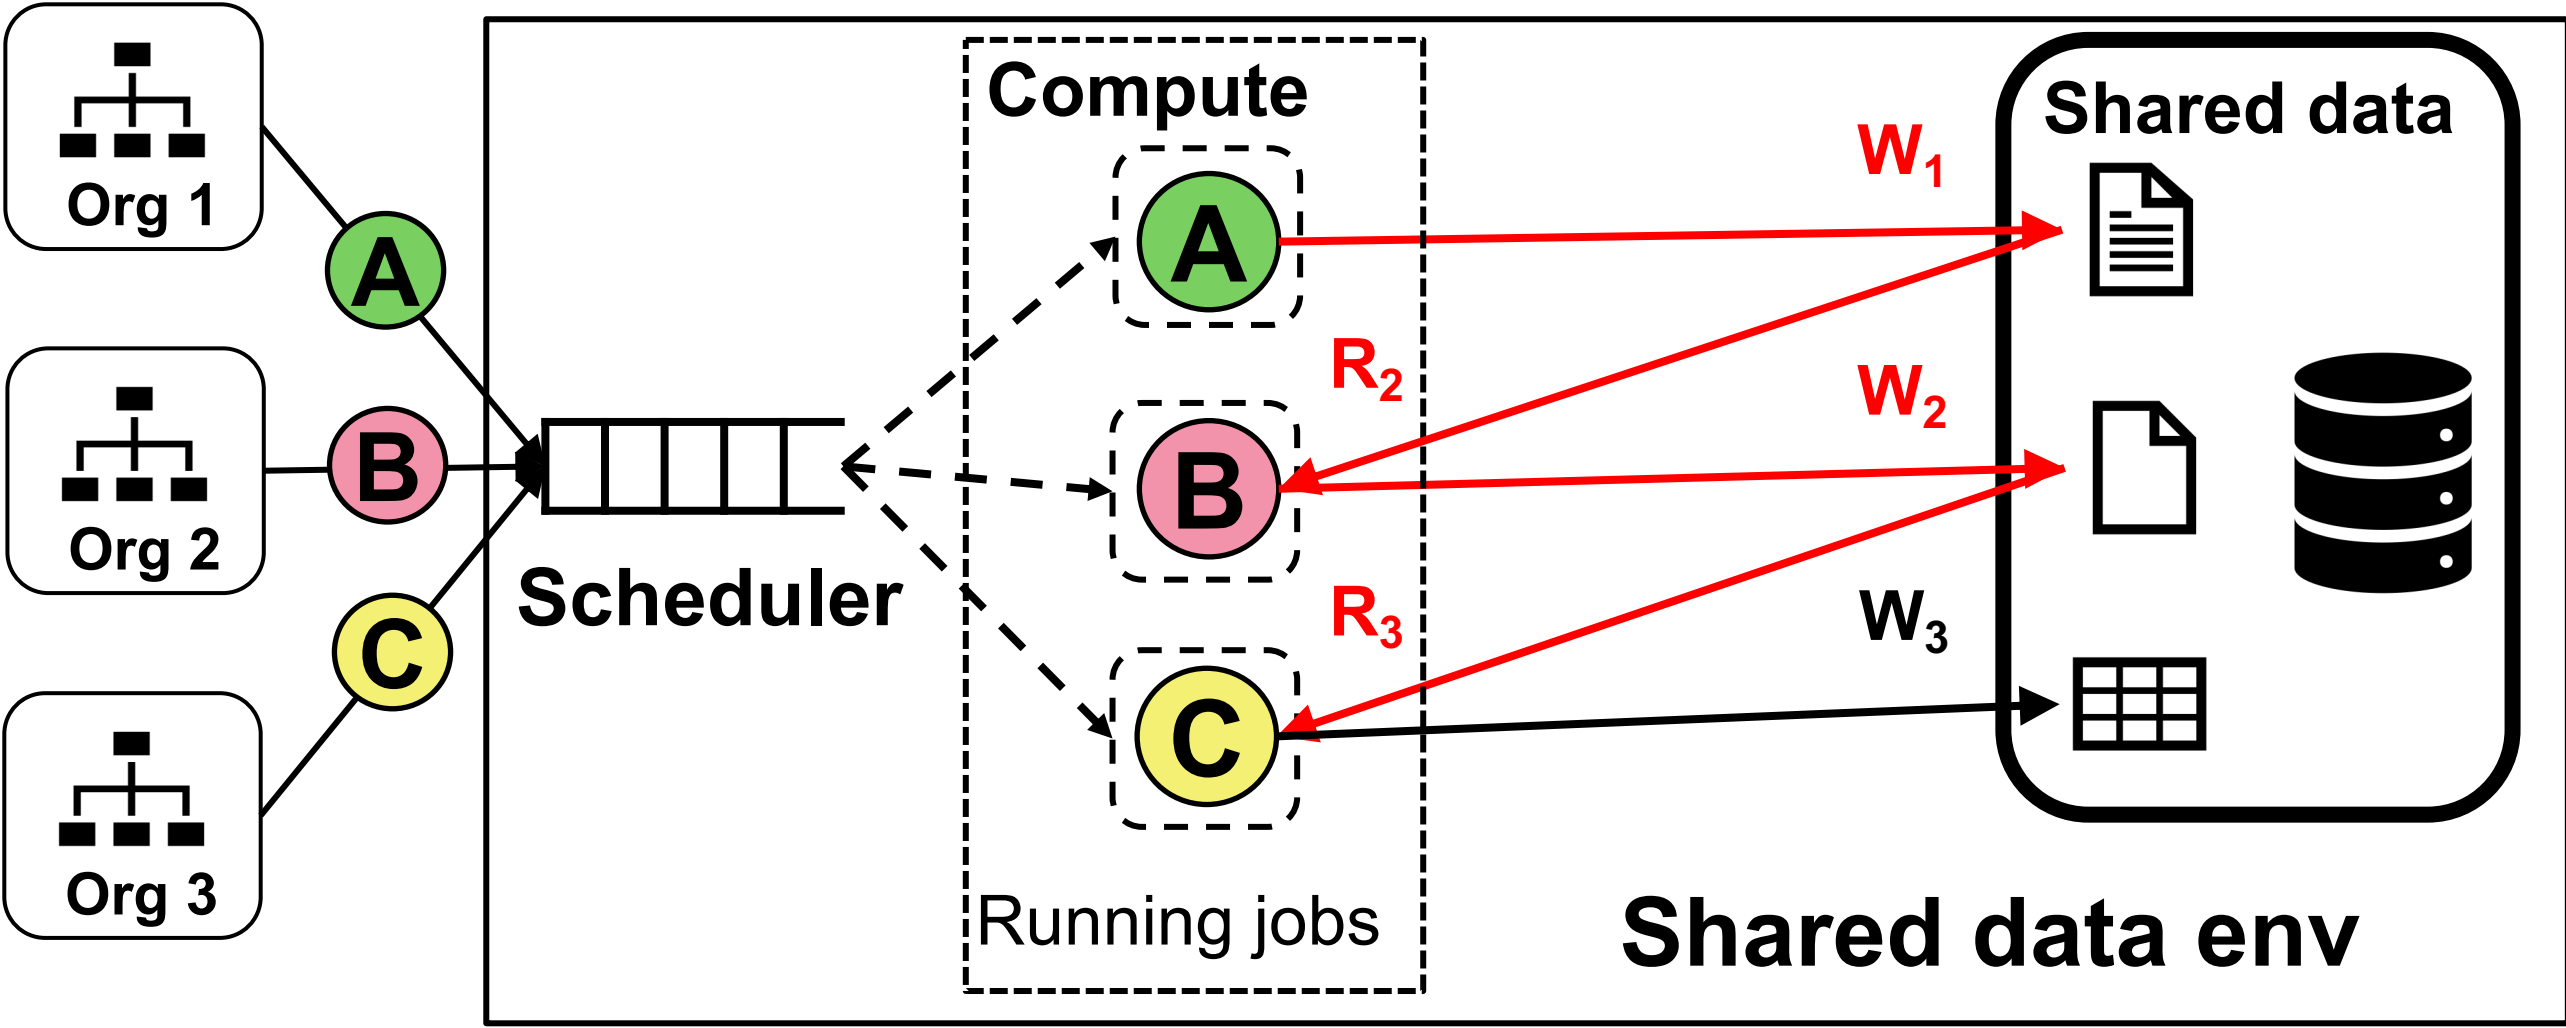 Org 1
Org 2
Org 3
A
B
C
Scheduler
Compute
A
B
C
Running jobs
R₂
R₃
W₁
W₂
W₃
Shared data
Shared data env